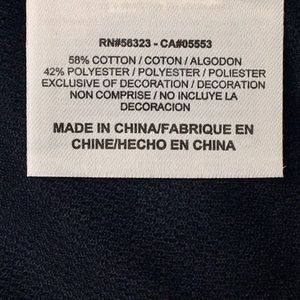 RN#56323 - CA#05553
58% COTTON / COTON / ALGODON
42% POLYESTER / POLYESTER / POLIESTER
EXCLUSIVE OF DECORATION / DECORATION
NON COMPRISE / NO INCLUYE LA
DECORACION
MADE IN CHINA/FABRIQUE EN
CHINE/HECHO EN CHINA